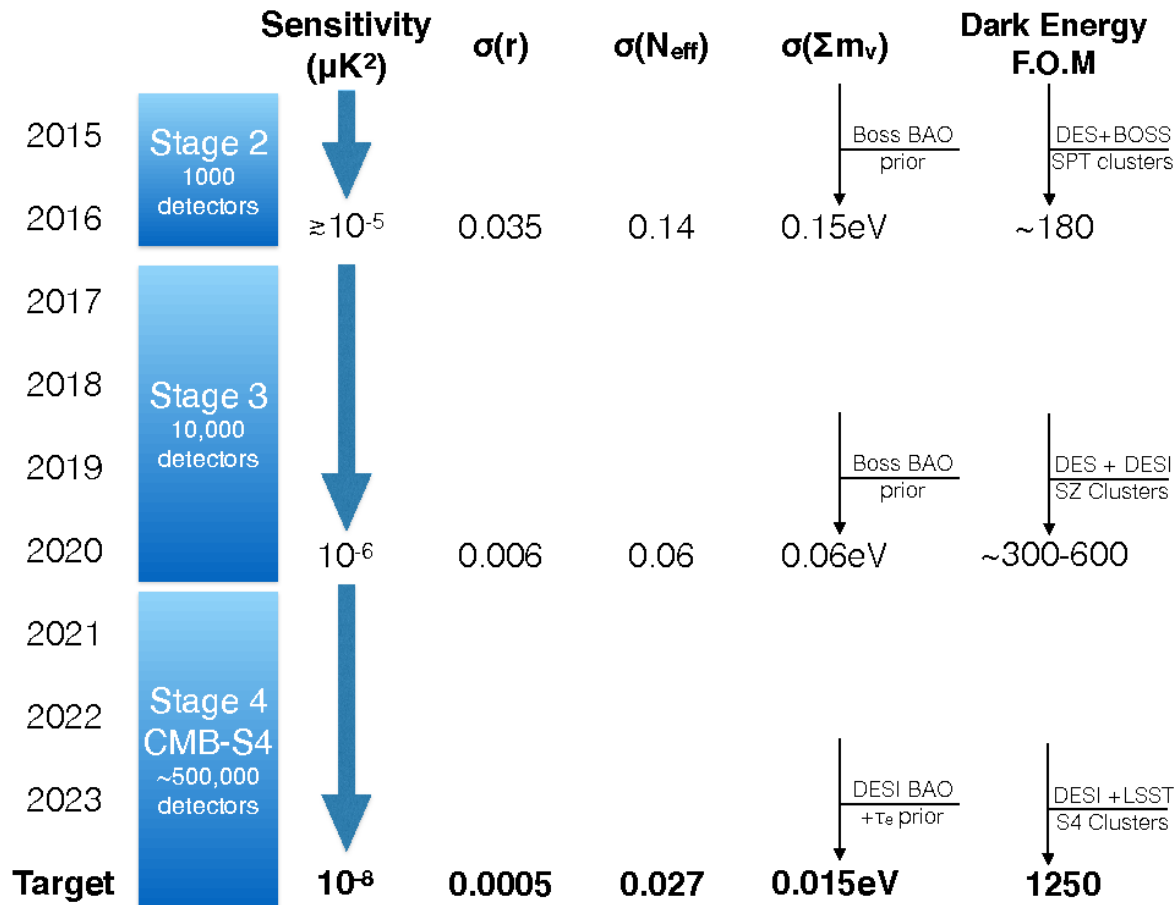 Sensitivity
(µK²)
σ(r)
σ(Neff)
σ(Σmν)
Dark Energy
F.O.M
2015
Stage 2
1000
detectors
Boss BAO
prior
DES+BOSS
SPT clusters
2016
≳10⁻⁵
0.035
0.14
0.15eV
~180
2017
2018
Stage 3
10,000
detectors
2019
Boss BAO
prior
DES + DESI
SZ Clusters
2020
10⁻⁶
0.006
0.06
0.06eV
~300-600
2021
2022
Stage 4
CMB-S4
~500,000
detectors
2023
DESI BAO
+τe prior
DESI +LSST
S4 Clusters
Target
10⁻⁸
0.0005
0.027
0.015eV
1250